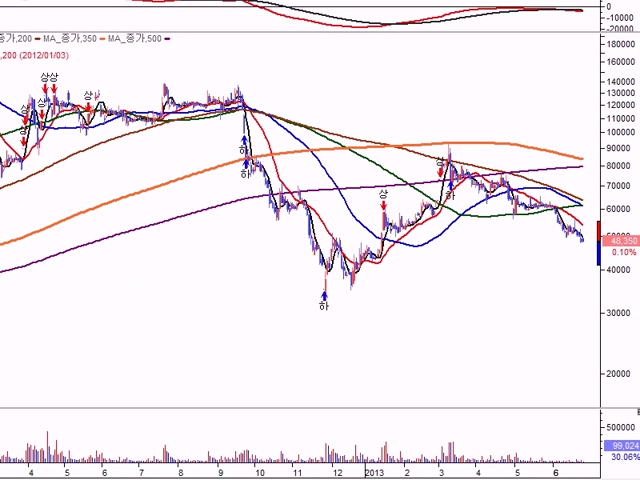 0
-10000
-20000
종가,200 MA_종가,350 MA_종가,500
,200 (2012/01/03)
180000
160000
140000
120000
100000
90000
80000
70000
60000
48,350
0.10%
40000
30000
20000
상상
상
상
상
상
상
상
하
하
하
하
500000
99,024
30.06%
4 5 6 7 8 9 10 11 12 2013 2 3 4 5 6